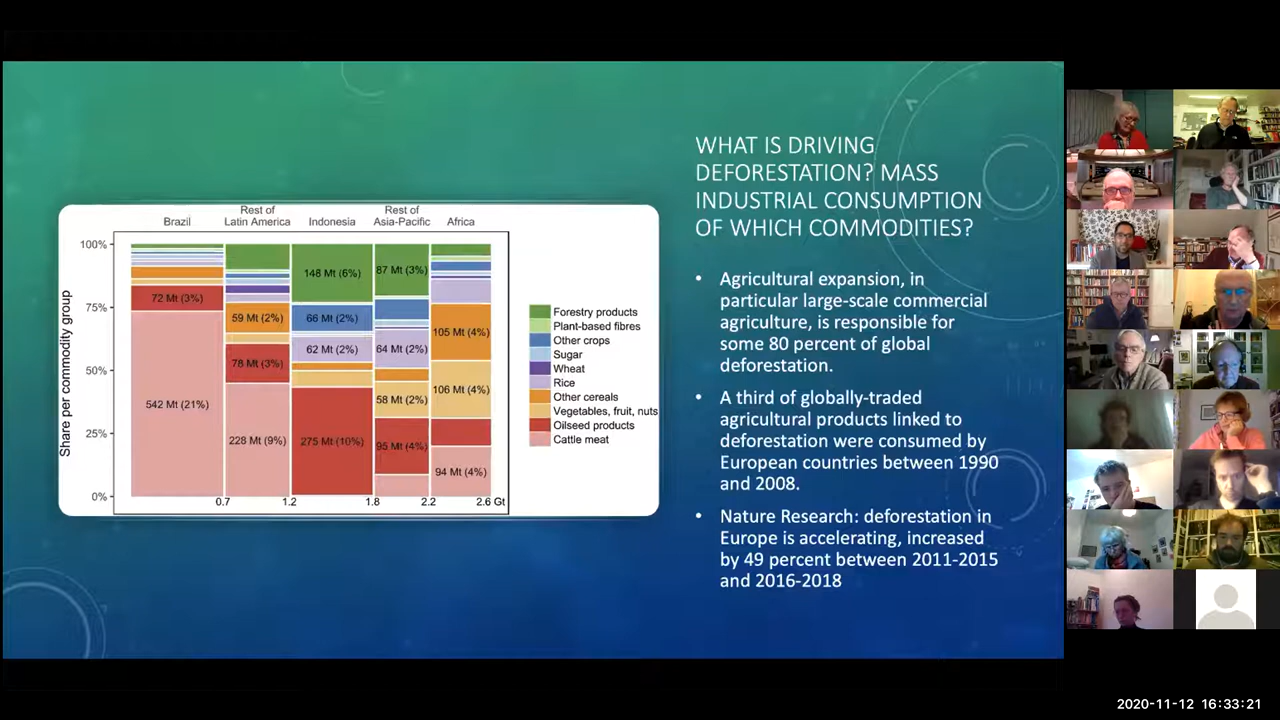 WHAT IS DRIVING
DEFORESTATION? MASS
INDUSTRIAL CONSUMPTION
OF WHICH COMMODITIES?
• Agricultural expansion, in
particular large-scale commercial
agriculture, is responsible for
some 80 percent of global
deforestation.
• A third of globally-traded
agricultural products linked to
deforestation were consumed by
European countries between 1990
and 2008.
• Nature Research: deforestation in
Europe is accelerating, increased
by 49 percent between 2011-2015
and 2016-2018
Brazil
Rest of
Latin America
Indonesia
Rest of
Asia-Pacific
Africa
Share per commodity group
100%
75%
50%
25%
0%
72 Mt (3%)
542 Mt (21%)
59 Mt (2%)
78 Mt (3%)
228 Mt (9%)
148 Mt (6%)
66 Mt (2%)
62 Mt (2%)
275 Mt (10%)
87 Mt (3%)
64 Mt (2%)
58 Mt (2%)
95 Mt (4%)
105 Mt (4%)
106 Mt (4%)
94 Mt (4%)
0.7
1.2
1.8
2.2
2.6 Gt
Forestry products
Plant-based fibres
Other crops
Sugar
Wheat
Rice
Other cereals
Vegetables, fruit, nuts
Oilseed products
Cattle meat
2020-11-12 16:33:21